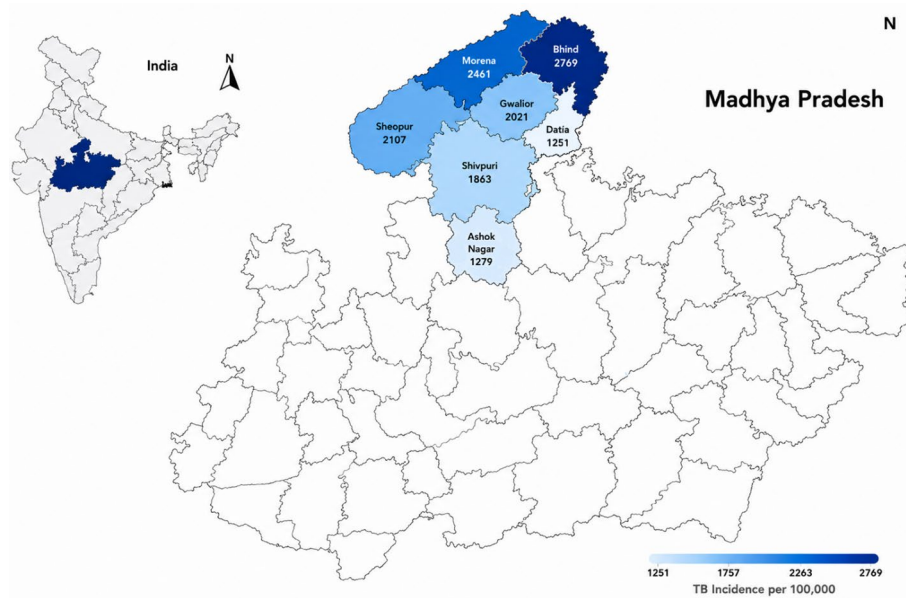 India
N
N
Madhya Pradesh
Morena
2461
Bhind
2769
Gwalior
2021
Sheopur
2107
Datia
1251
Shivpuri
1863
Ashok
Nagar
1279
1251 1757 2263 2769
TB Incidence per 100,000